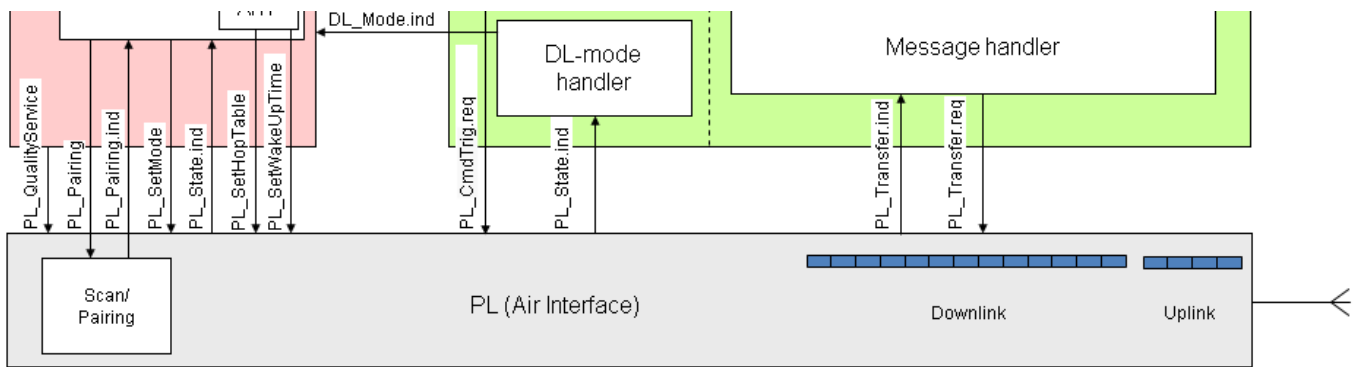 DL_Mode.ind
DL-mode
handler
Message handler
PL_QualityService
PL_Pairing
PL_Pairing.ind
PL_SetMode
PL_State.ind
PL_SetHopTable
PL_SetWakeUpTime
PL_CmdTrig.req
PL_State.ind
PL_Transfer.ind
PL_Transfer.req
Scan/
Pairing
PL (Air Interface)
Downlink
Uplink